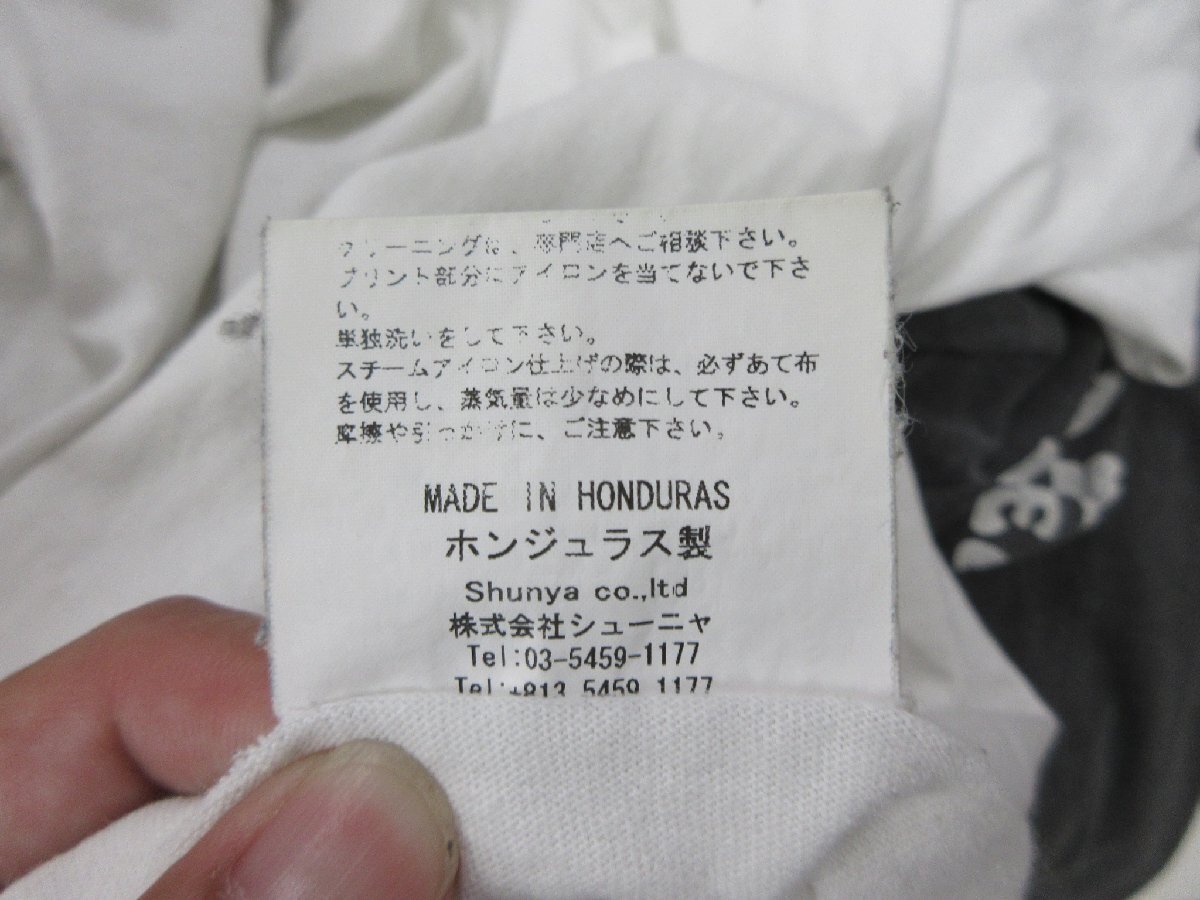 クリーニングは、専門店へご相談下さい。
プリント部分にアイロンを当てないで下さ
い。
単独洗いをして下さい。
スチームアイロン仕上げの際は、必ずあて布
を使用し、蒸気量は少なめにして下さい。
摩擦や引っかけに、ご注意下さい。
MADE IN HONDURAS
ホンジュラス製
Shunya co.,ltd
株式会社シューニャ
Tel:03-5459-1177
Tel:+813 5459 1177